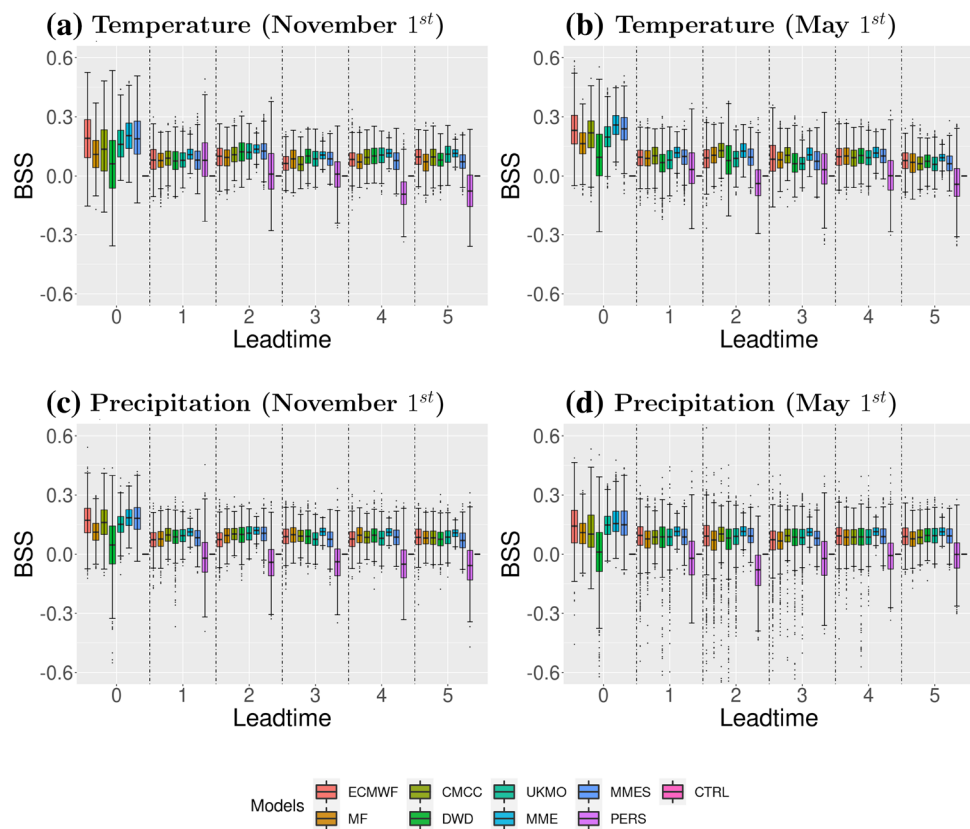 (a) Temperature (November 1st)
(b) Temperature (May 1st)
0.6
0.3
0.0
-0.3
-0.6
BSS
0 1 2 3 4 5
Leadtime
0.6
0.3
0.0
-0.3
-0.6
BSS
0 1 2 3 4 5
Leadtime
(c) Precipitation (November 1st)
(d) Precipitation (May 1st)
0.6
0.3
0.0
-0.3
-0.6
BSS
0 1 2 3 4 5
Leadtime
0.6
0.3
0.0
-0.3
-0.6
BSS
0 1 2 3 4 5
Leadtime
Models
ECMWF CMCC UKMO MMES CTRL
MF DWD MME PERS